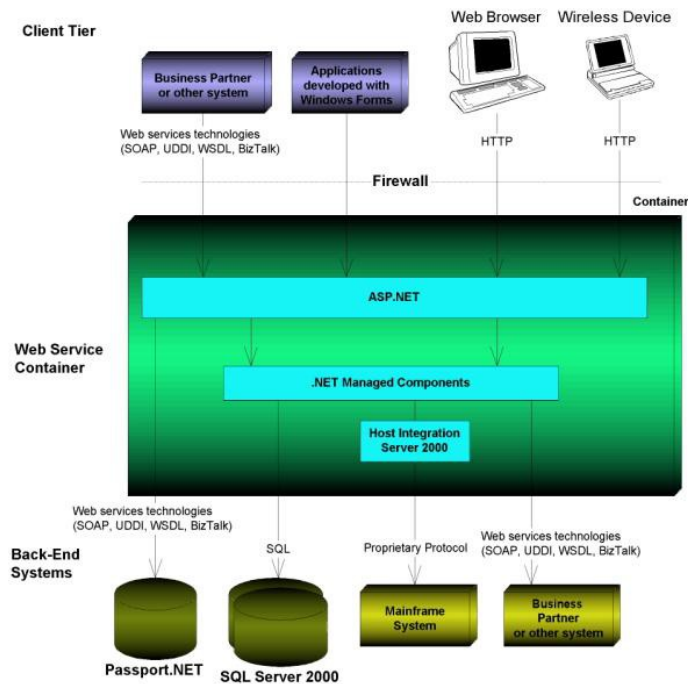 Client Tier
Web Browser
Wireless Device
Business Partner
or other system
Applications
developed with
Windows Forms
Web services technologies
(SOAP, UDDI, WSDL, BizTalk)
HTTP
HTTP
Firewall
Container
ASP.NET
Web Service
Container
.NET Managed Components
Host Integration
Server 2000
Web services technologies
(SOAP, UDDI, WSDL, BizTalk)
SQL
Proprietary Protocol
Web services technologies
(SOAP, UDDI, WSDL, BizTalk)
Back-End
Systems
Mainframe
System
Business
Partner
or other system
Passport.NET
SQL Server 2000